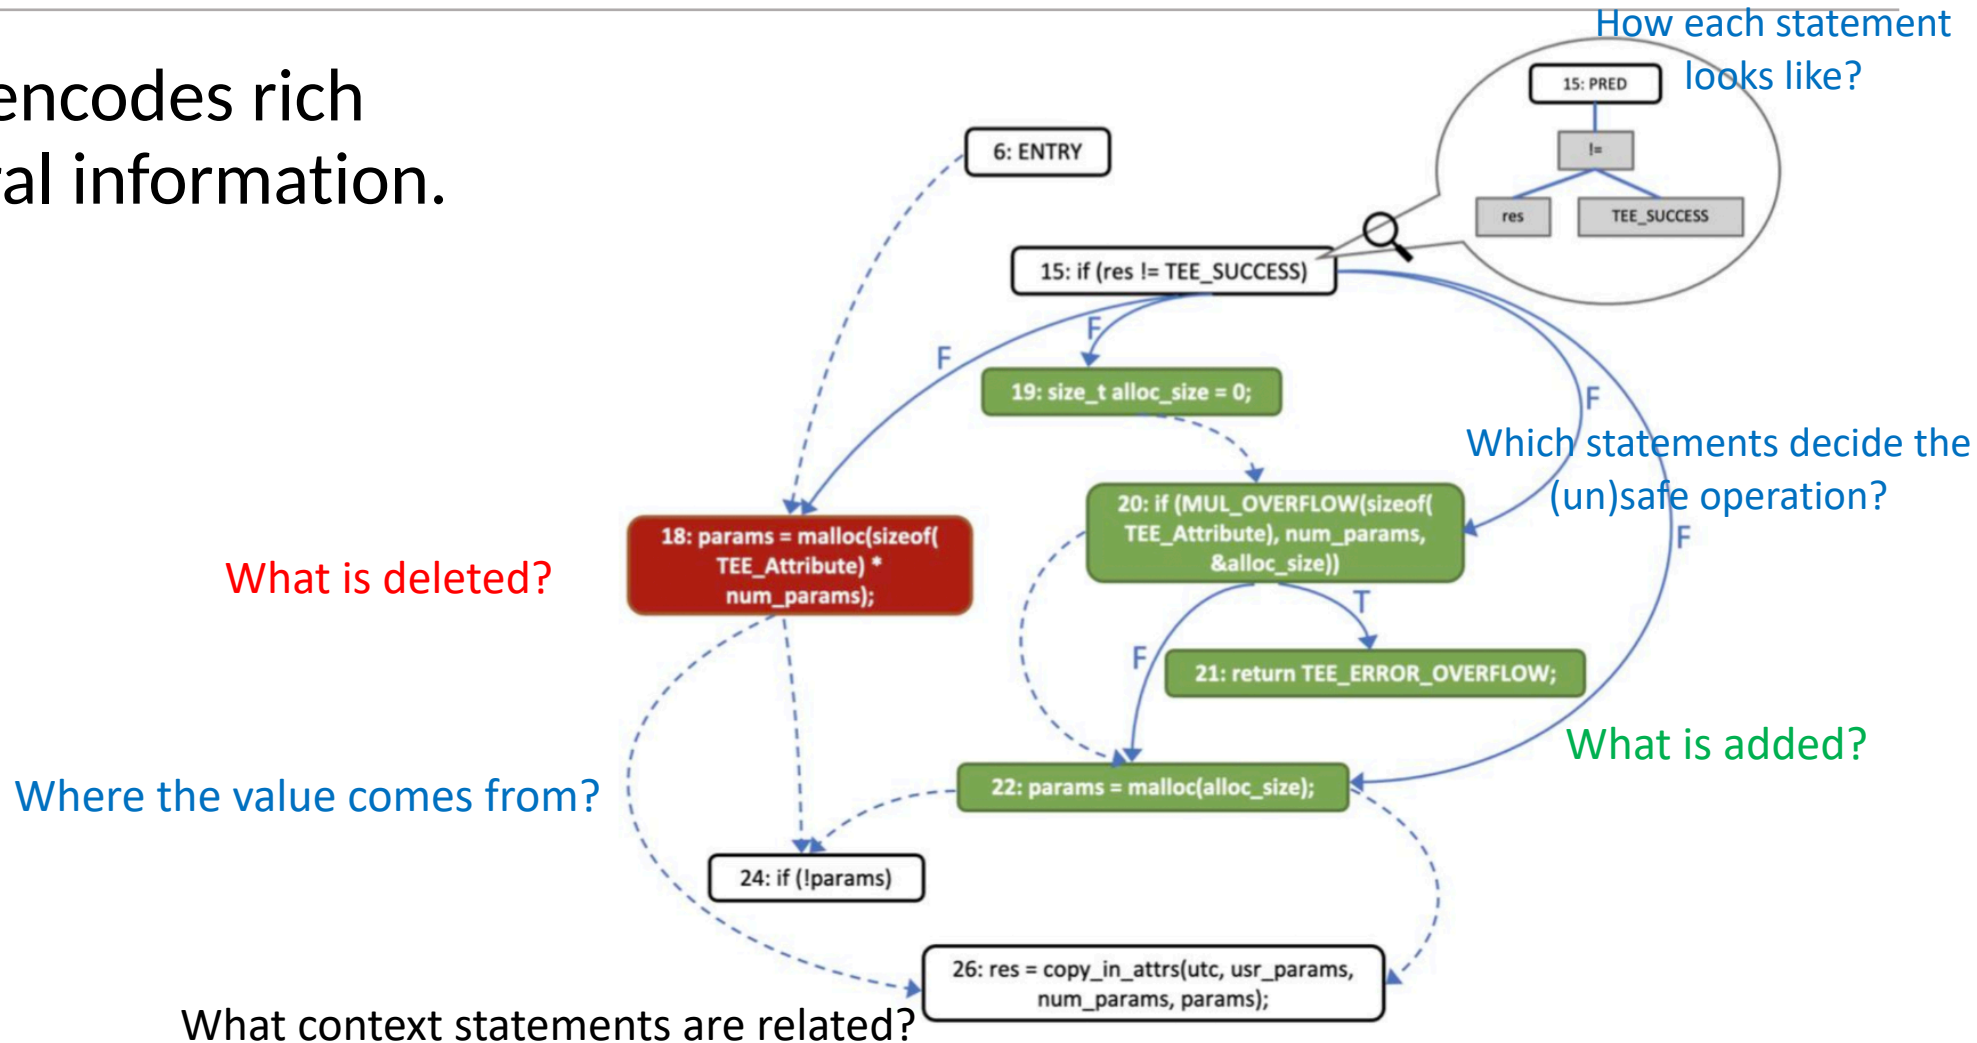 How each statement
looks like?
encodes rich
ral information.
15: PRED
!=
res
TEE_SUCCESS
6: ENTRY
15: if (res != TEE_SUCCESS)
F
F
F
F
19: size_t alloc_size = 0;
Which statements decide the
(un)safe operation?
20: if (MUL_OVERFLOW(sizeof(
TEE_Attribute), num_params,
&alloc_size))
18: params = malloc(sizeof(
TEE_Attribute) *
num_params);
What is deleted?
T
F
21: return TEE_ERROR_OVERFLOW;
What is added?
Where the value comes from?
22: params = malloc(alloc_size);
24: if (!params)
26: res = copy_in_attrs(utc, usr_params,
num_params, params);
What context statements are related?